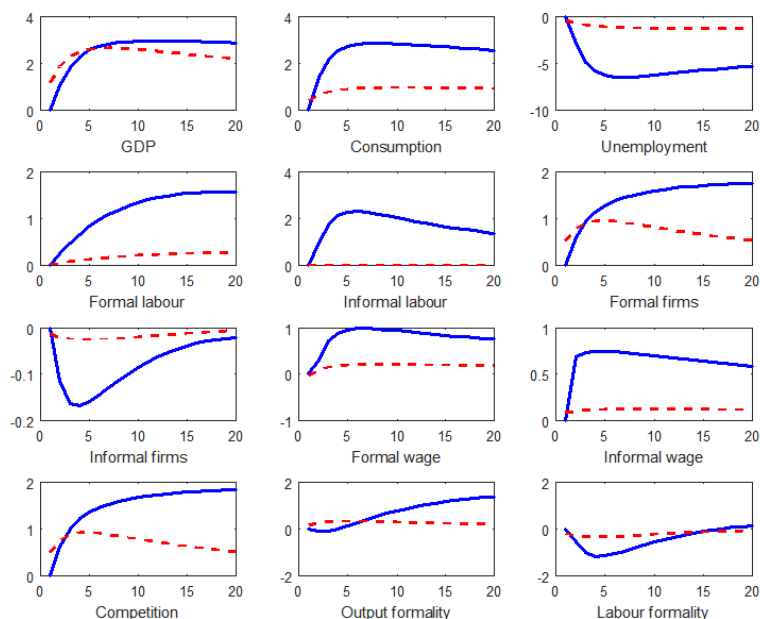 4
2
0
0 5 10 15 20
GDP
4
2
0
0 5 10 15 20
Consumption
0
-5
-10
0 5 10 15 20
Unemployment
2
1
0
0 5 10 15 20
Formal labour
4
2
0
0 5 10 15 20
Informal labour
2
1
0
0 5 10 15 20
Formal firms
0
-0.1
-0.2
0 5 10 15 20
Informal firms
1
0
-1
0 5 10 15 20
Formal wage
1
0.5
0
0 5 10 15 20
Informal wage
2
1
0
0 5 10 15 20
Competition
2
0
-2
0 5 10 15 20
Output formality
2
0
-2
0 5 10 15 20
Labour formality